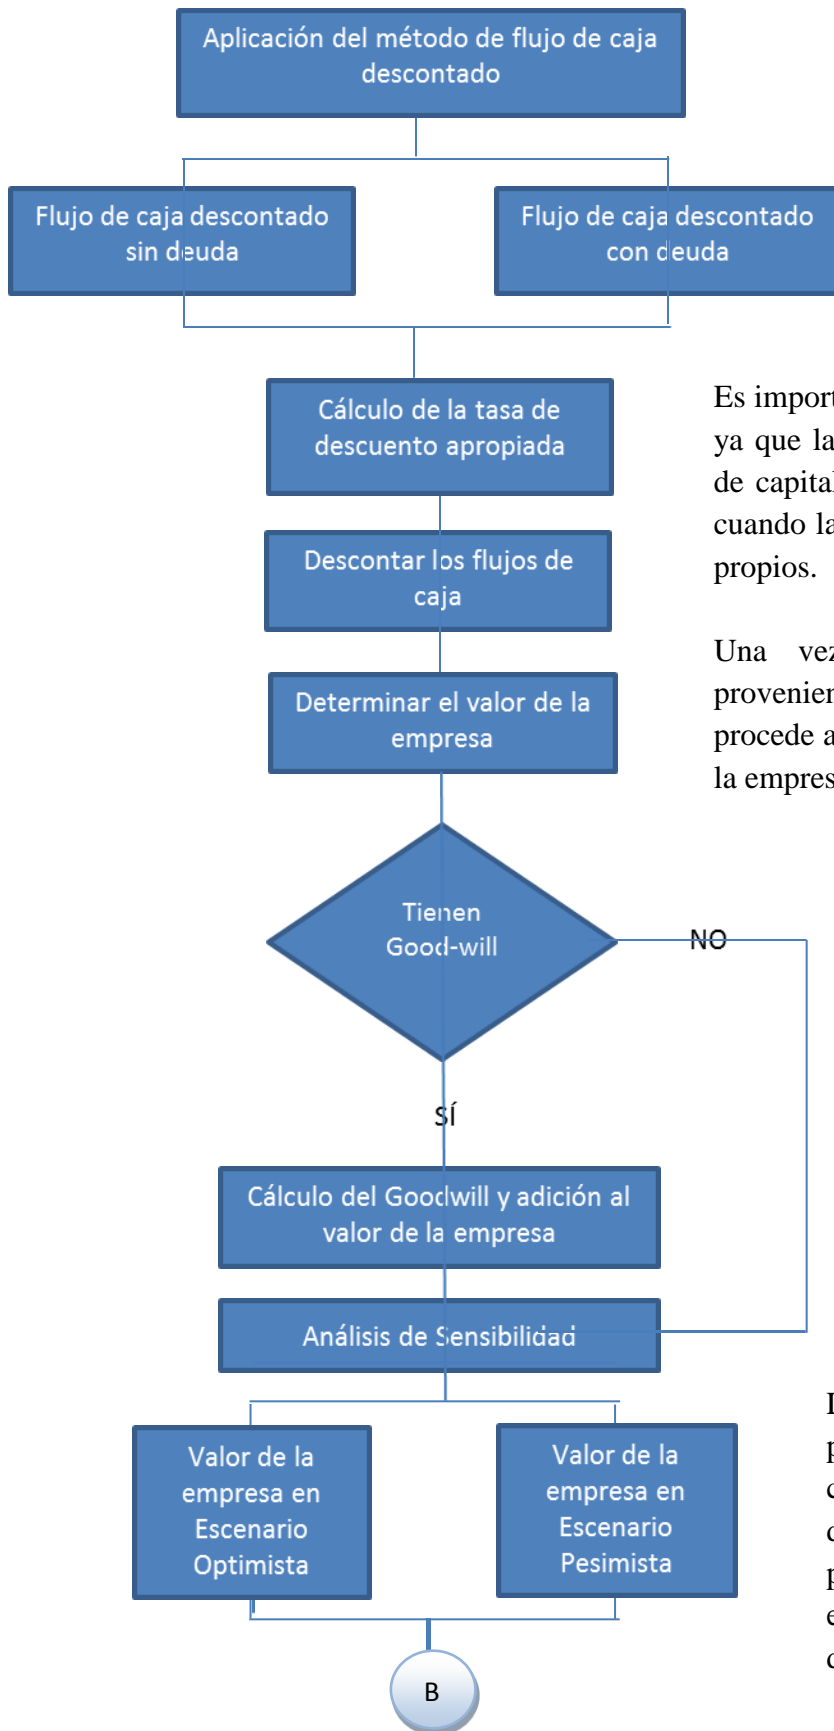 Aplicación del método de flujo de caja
descontado
Flujo de caja descontado
sin deuda
Flujo de caja descontado
con deuda
Cálculo de la tasa de
descuento apropiada
Es import
ya que la
de capital
cuando la
propios.
Descontar los flujos de
caja
Una vez
provenien
procede a
la empres
Determinar el valor de la
empresa
Tienen
Good-will
NO
SÍ
Cálculo del Goodwill y adición al
valor de la empresa
Análisis de Sensibilidad
Valor de la
empresa en
Escenario
Optimista
Valor de la
empresa en
Escenario
Pesimista
B